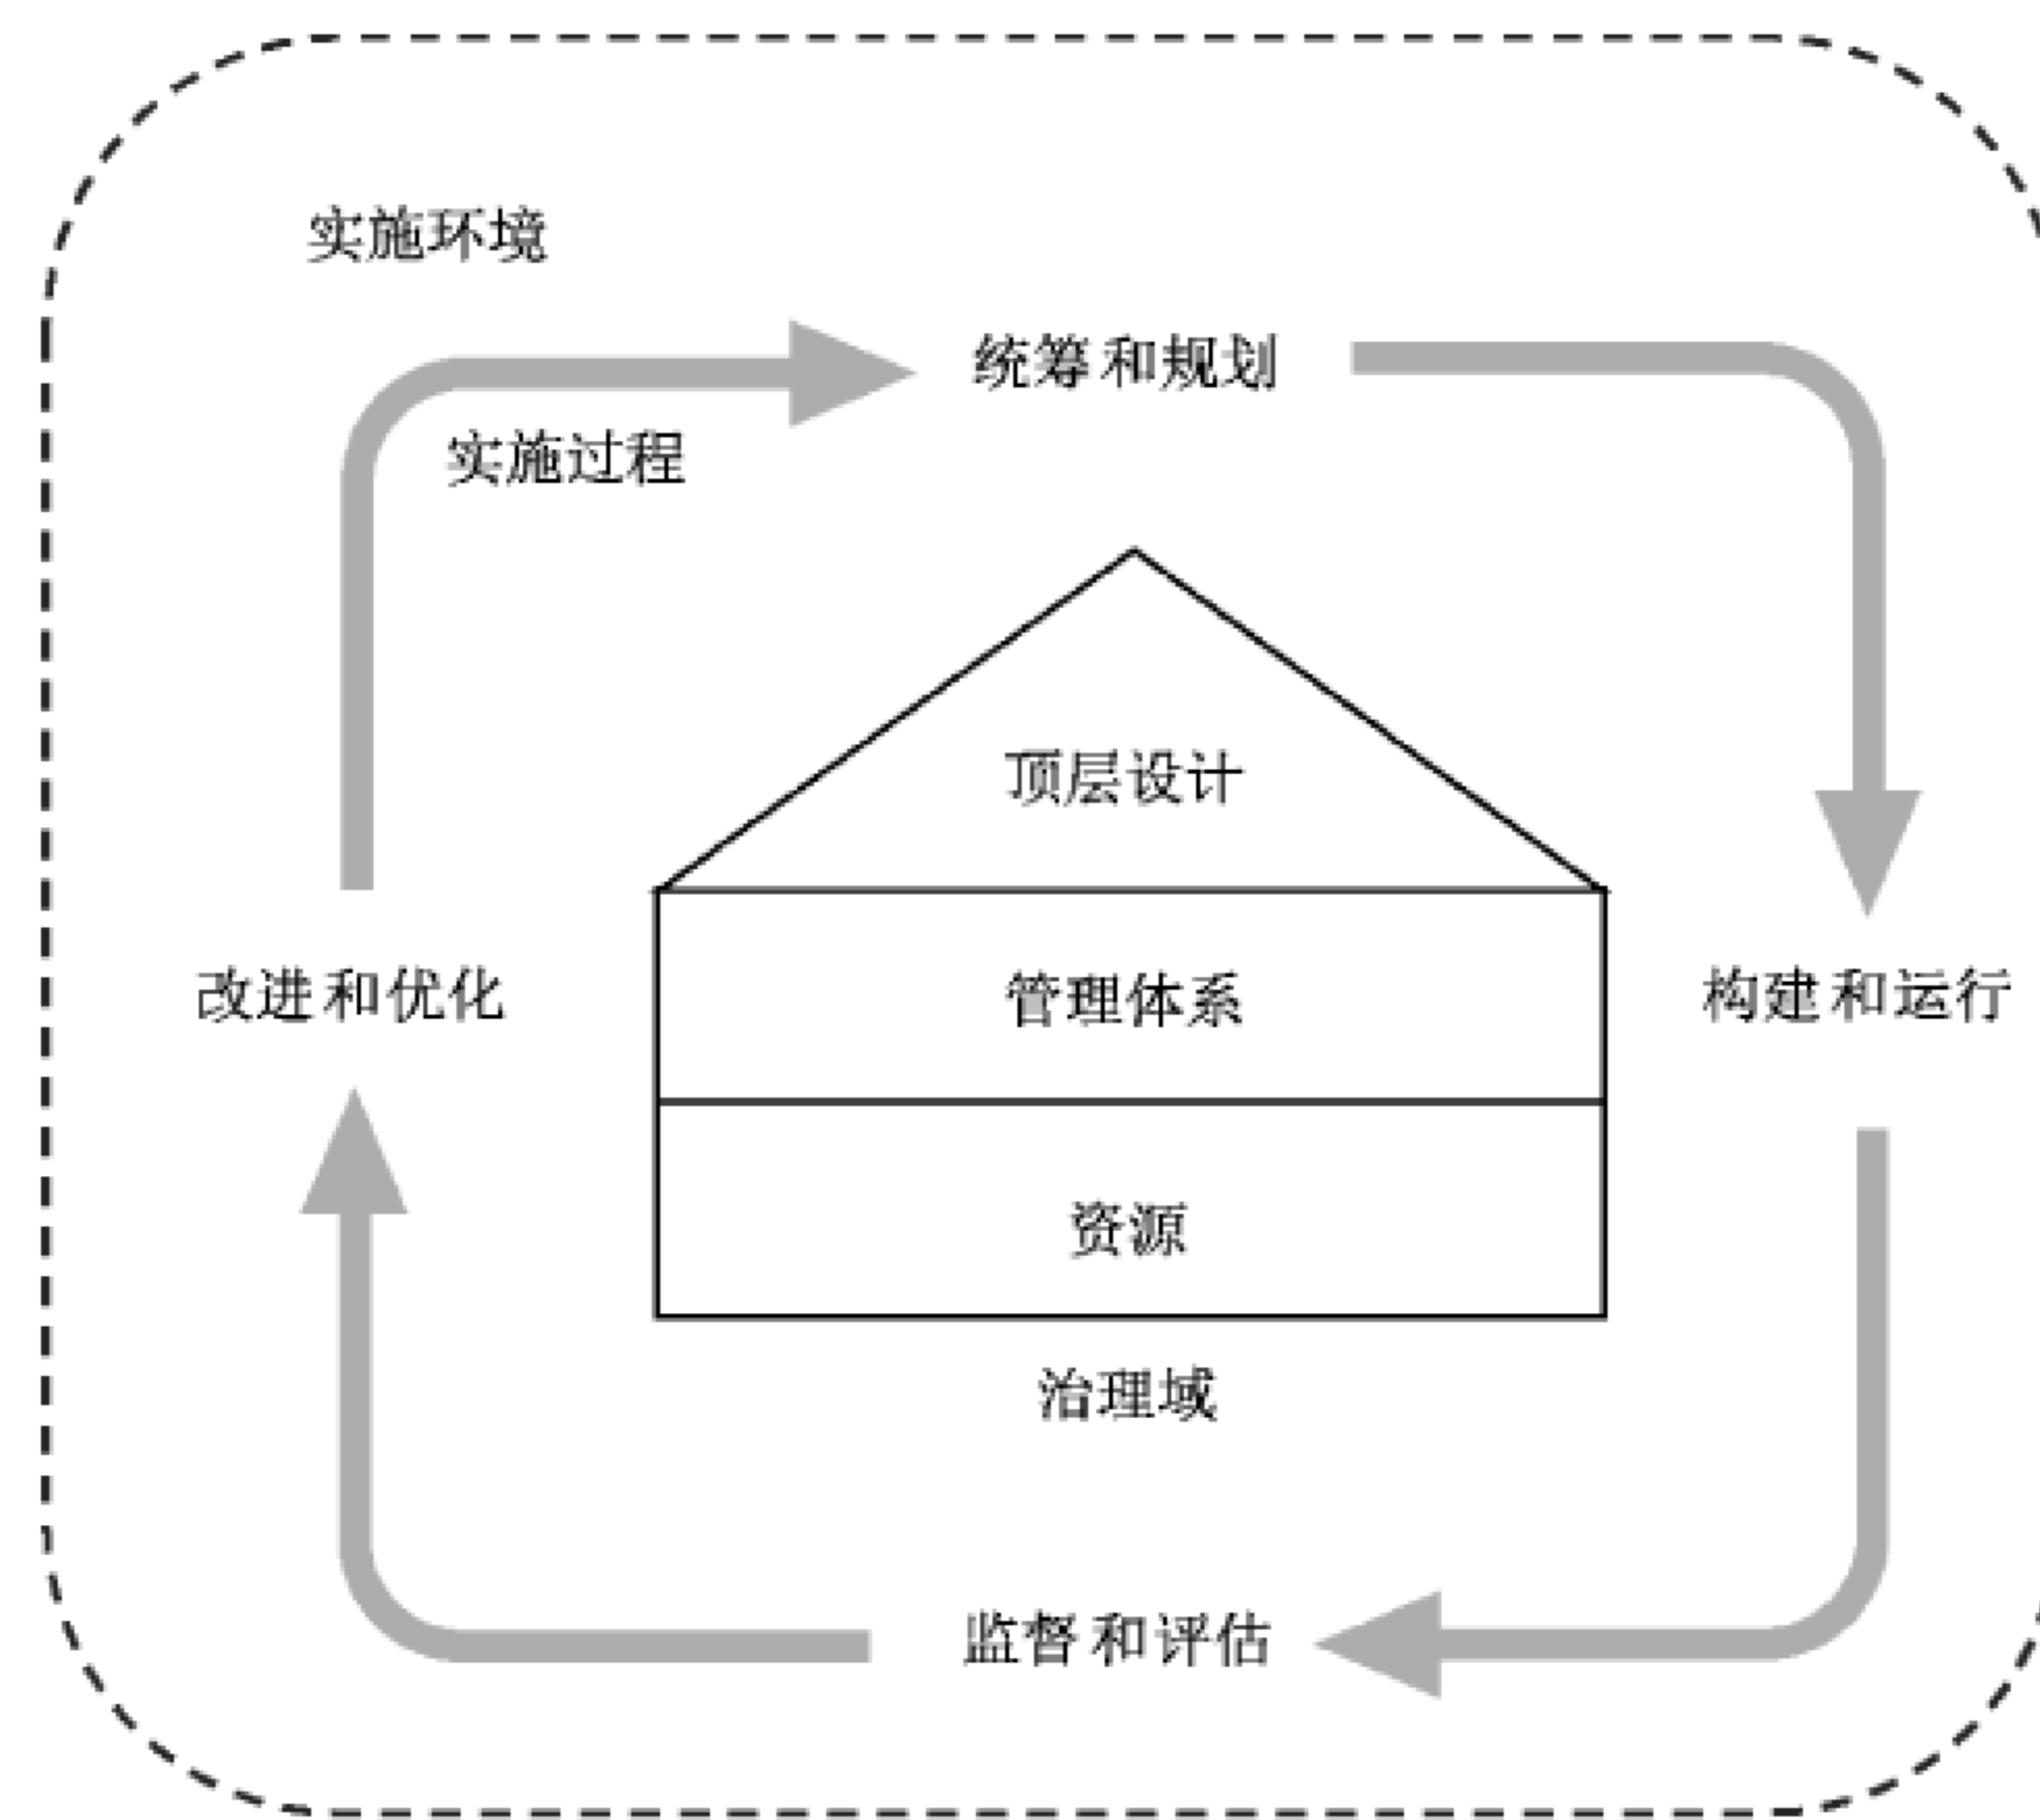 实施环境
统筹和规划
实施过程
顶层设计
改进和优化
管理体系
构建和运行
资源
治理域
监督和评估